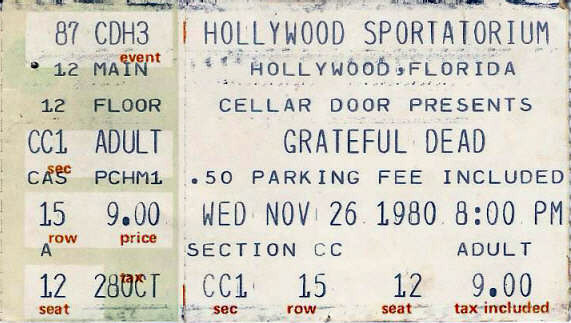 87 CDH3 HOLLYWOOD SPORTATORIUM
event
12 MAIN HOLLYWOOD, FLORIDA
12 FLOOR CELLAR DOOR PRESENTS
CC1 ADULT GRATEFUL DEAD
sec
CAS PCHM1 .50 PARKING FEE INCLUDED
15 9.00 WED NOV 26 1980 8:00 PM
row price
A SECTION CC ADULT
tax
12 28OCT CC1 15 12 9.00
seat sec row seat tax included